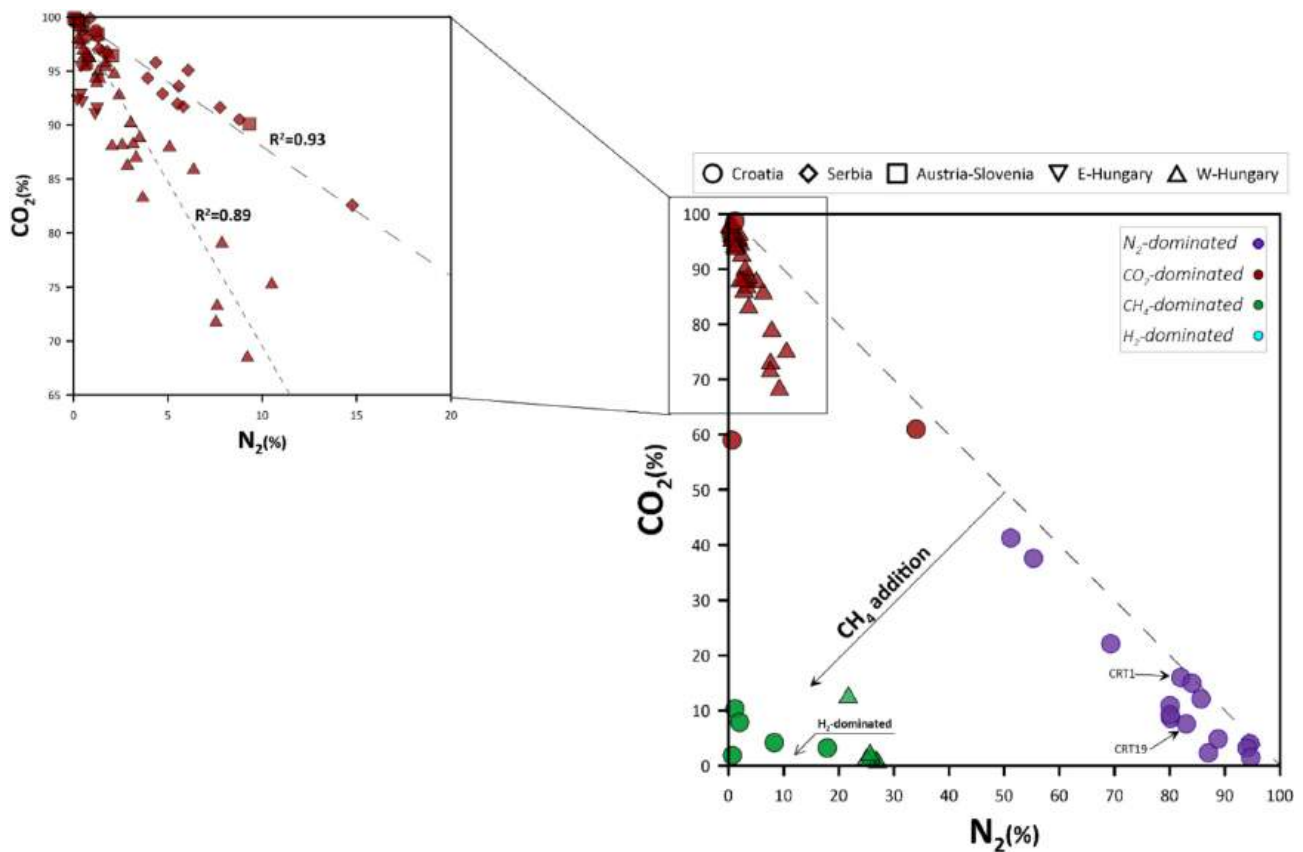 100
95
90
85
80
75
70
65
CO2(%)
R²=0.93
R²=0.89
0
5
10
15
20
N2(%)
Croatia
Serbia
Austria-Slovenia
E-Hungary
W-Hungary
N2-dominated
CO2-dominated
CH4-dominated
H2-dominated
100
90
80
70
60
50
40
30
20
10
0
CO2(%)
CH4 addition
H2-dominated
CRT1
CRT19
0
10
20
30
40
50
60
70
80
90
100
N2(%)